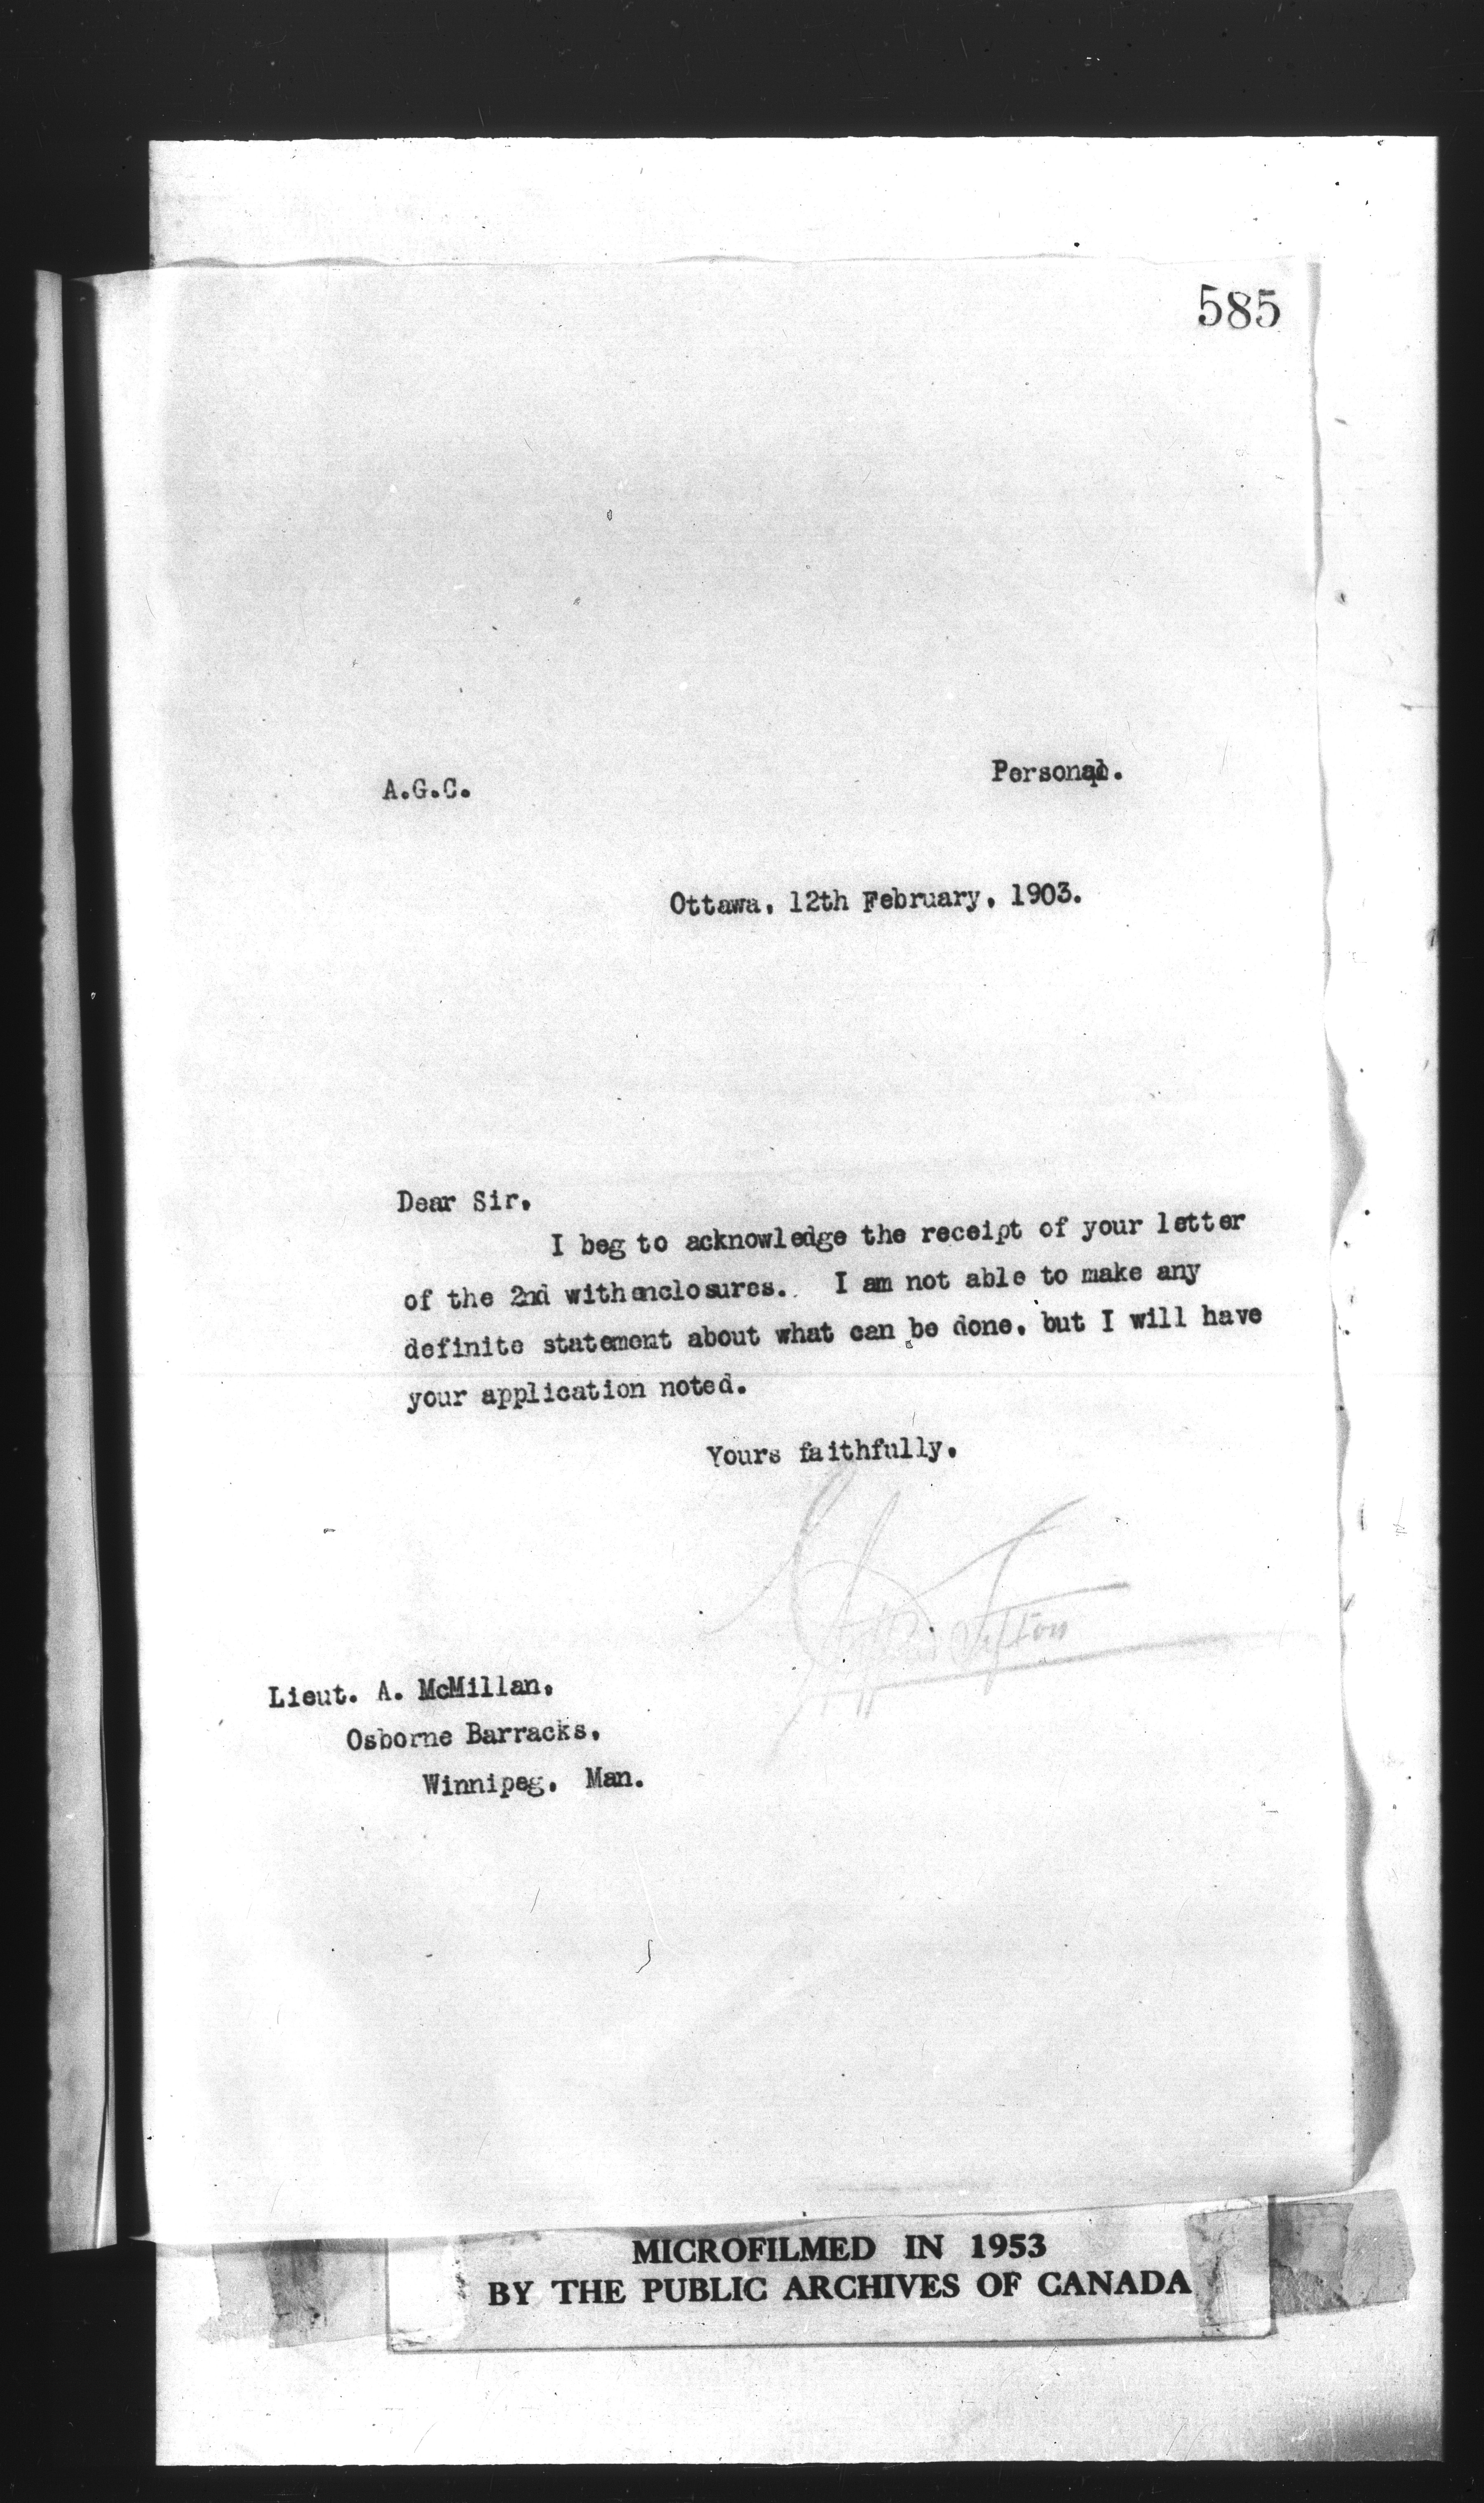 585
A.G.C.
Personal.
Ottawa, 12th February, 1903.
Dear Sir,
I beg to acknowledge the receipt of your letter
of the 2nd with enclosures. I am not able to make any
definite statement about what can be done, but I will have
your application noted.
Yours faithfully,
Sifton
Lieut. A. McMillan,
Osborne Barracks,
Winnipeg, Man.
MICROFILMED IN 1953
BY THE PUBLIC ARCHIVES OF CANADA